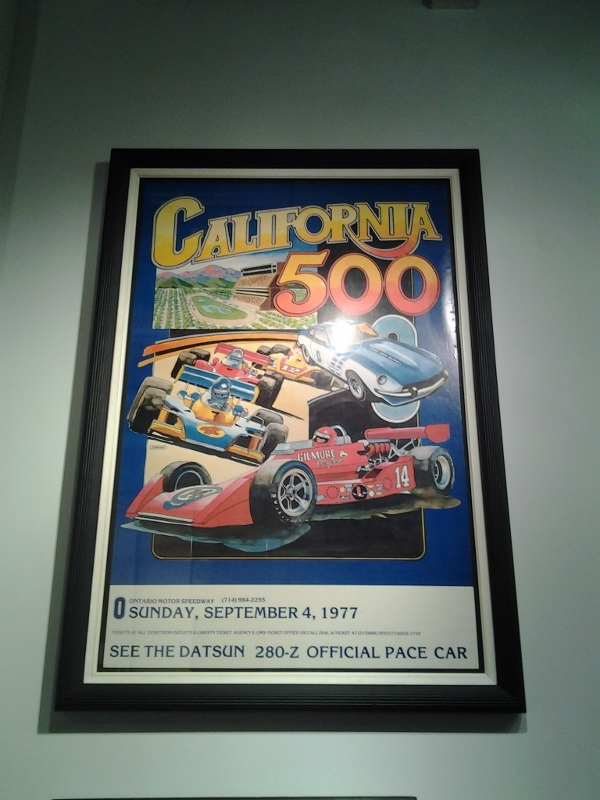 CALIFORNIA
500
GILMORE
14
ONTARIO MOTOR SPEEDWAY (714) 984-2255
SUNDAY, SEPTEMBER 4, 1977
SEE THE DATSUN 280-Z OFFICIAL PACE CAR